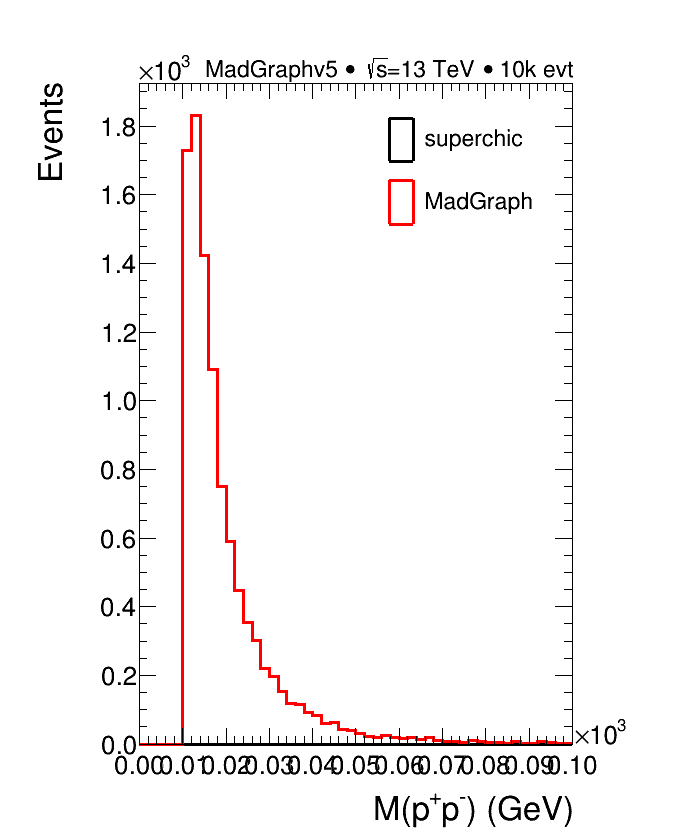 ×10³ MadGraphv5 • √s=13 TeV • 10k evt
Events
superchic
MadGraph
1.8
1.6
1.4
1.2
1.0
0.8
0.6
0.4
0.2
0.0
0.00 0.01 0.02 0.03 0.04 0.05 0.06 0.07 0.08 0.09 0.10 ×10³
M(p⁺p⁻) (GeV)